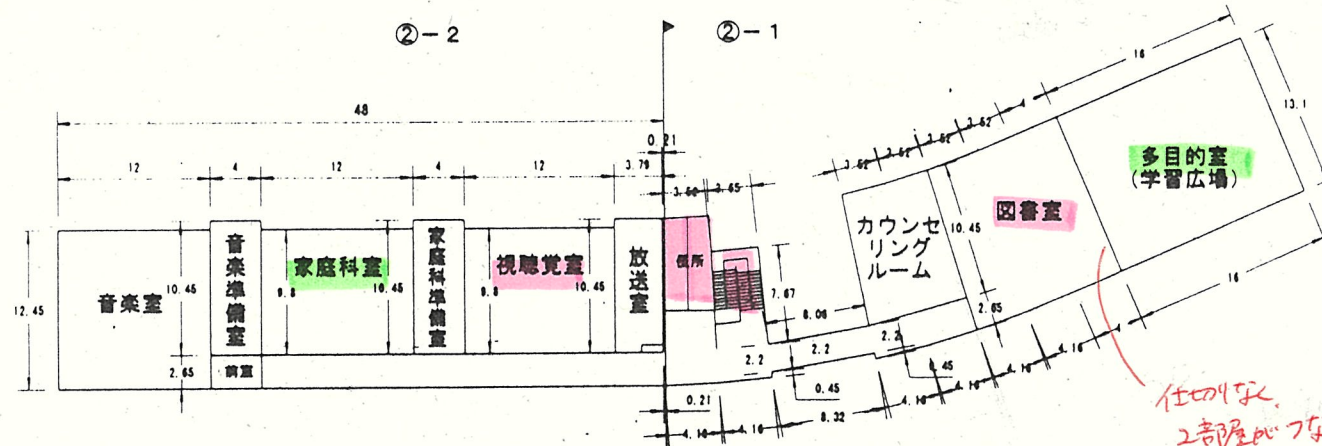 ②-2
②-1
48
0.21
12
4
12
4
12
3.79
3.65
3.52
3.52
3.52
3.52
4
16
13.1
音楽室
音楽準備室
前室
家庭科室
家庭科準備室
視聴覚室
放送室
便所
カウンセ
リング
ルーム
図書室
多目的室
(学習広場)
12.45
10.45
2.65
9.8
10.45
9.8
10.45
7.67
8.06
10.45
2.65
2.2
2.2
2.2
0.45
0.45
0.21
4.16
4.16
8.32
4.16
4.16
4.16
4
16
仕切りなく、
2部屋がつな